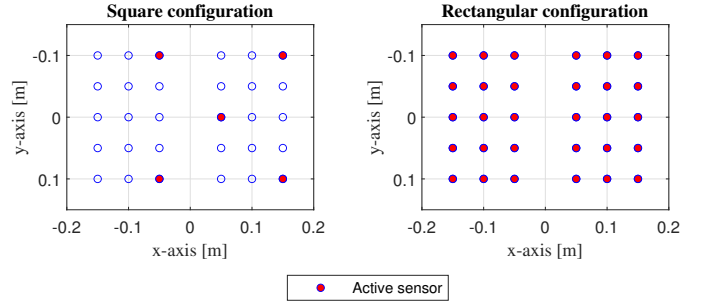 Square configuration
Rectangular configuration
-0.1
0
0.1
y-axis [m]
-0.2
-0.1
0
0.1
0.2
x-axis [m]
-0.1
0
0.1
y-axis [m]
-0.2
-0.1
0
0.1
0.2
x-axis [m]
Active sensor